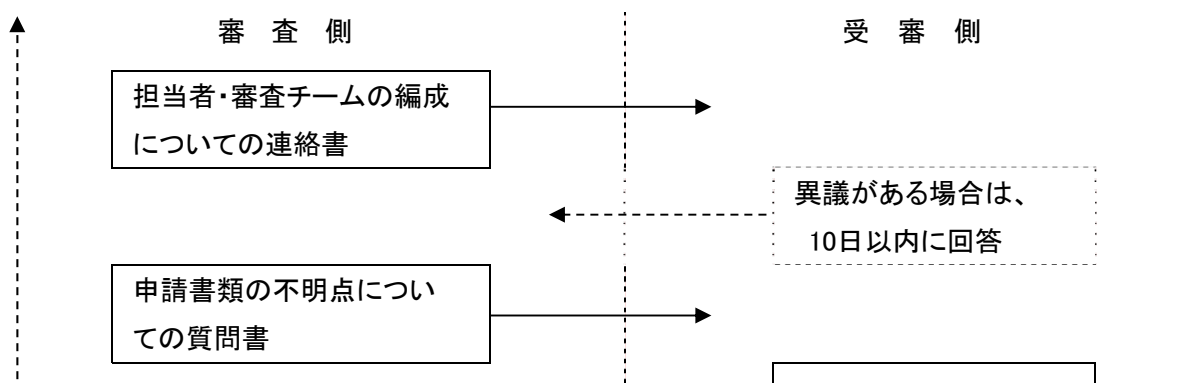 審 査 側
受 審 側
担当者・審査チームの編成
についての連絡書
異議がある場合は、
10日以内に回答
申請書類の不明点につい
ての質問書